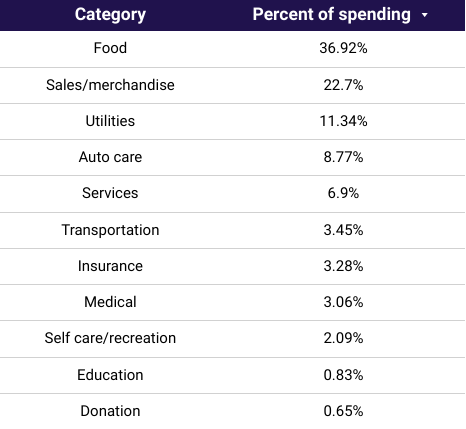 Category Percent of spending
Food 36.92%
Sales/merchandise 22.7%
Utilities 11.34%
Auto care 8.77%
Services 6.9%
Transportation 3.45%
Insurance 3.28%
Medical 3.06%
Self care/recreation 2.09%
Education 0.83%
Donation 0.65%